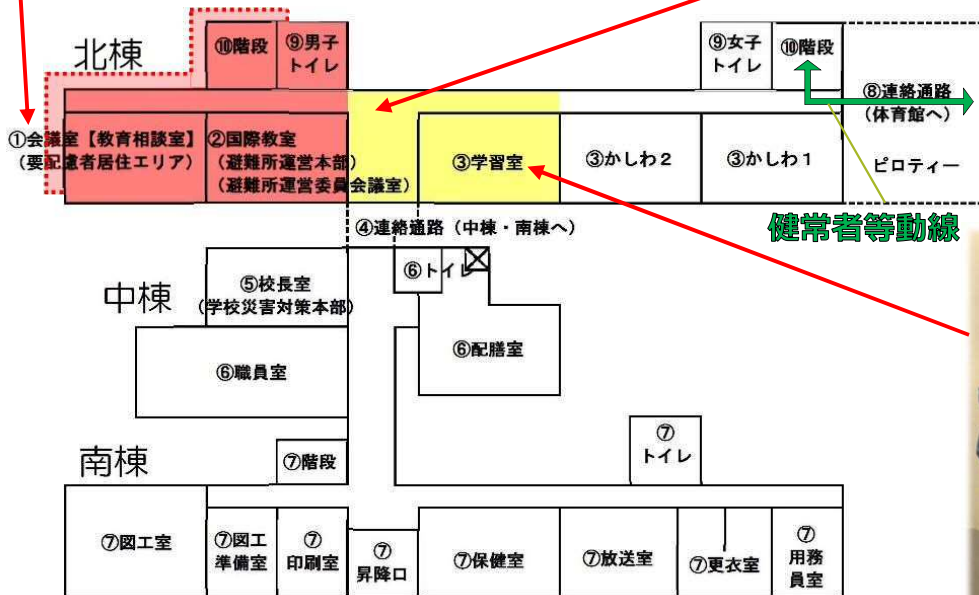 北棟
⑩階段
⑨男子
トイレ
⑨女子
トイレ
⑩階段
⑧連絡通路
(体育館へ)
ピロティー
①会議室【教育相談室】
(要配慮者居住エリア)
②国際教室
(避難所運営本部)
(避難所運営委員会議室)
③学習室
③かしわ2
③かしわ1
健常者等動線
④連絡通路(中棟・南棟へ)
中棟
⑤校長室
(学校災害対策本部)
⑥トイレ
⑥職員室
⑥配膳室
南棟
⑦階段
⑦
トイレ
⑦図工室
⑦図工
準備室
⑦
印刷室
⑦
昇降口
⑦保健室
⑦放送室
⑦更衣室
⑦
用務
員室